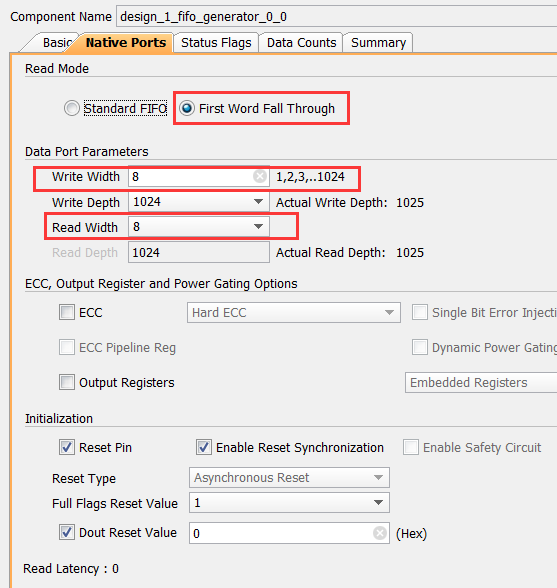 Component Name design_1_fifo_generator_0_0
Basic Native Ports Status Flags Data Counts Summary
Read Mode
Standard FIFO First Word Fall Through
Data Port Parameters
Write Width 8 1,2,3,..1024
Write Depth 1024 Actual Write Depth: 1025
Read Width 8
Read Depth 1024 Actual Read Depth: 1025
ECC, Output Register and Power Gating Options
ECC Hard ECC Single Bit Error Injecti
ECC Pipeline Reg Dynamic Power Gating
Output Registers Embedded Registers
Initialization
Reset Pin Enable Reset Synchronization Enable Safety Circuit
Reset Type Asynchronous Reset
Full Flags Reset Value 1
Dout Reset Value 0 (Hex)
Read Latency : 0